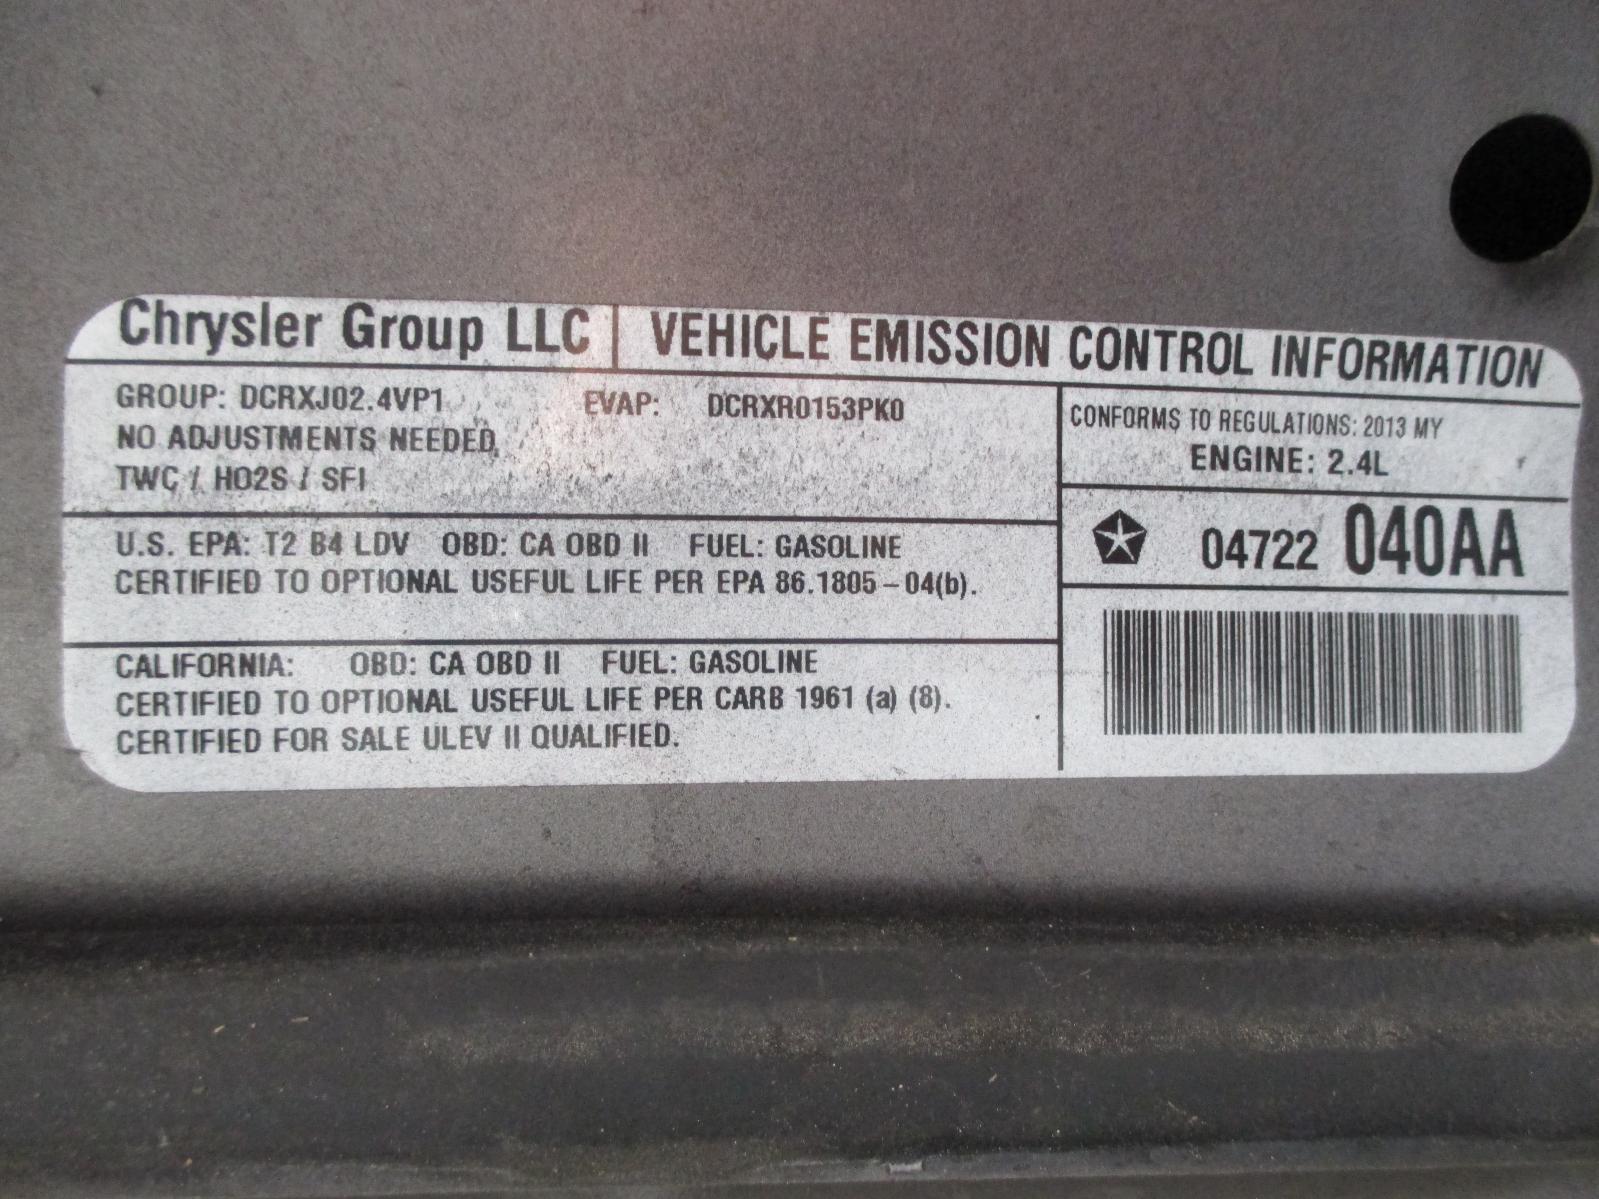 Chrysler Group LLC | VEHICLE EMISSION CONTROL INFORMATION
GROUP: DCRXJ02.4VP1 EVAP: DCRXR0153PK0
NO ADJUSTMENTS NEEDED
TWC / HO2S / SFI
U.S. EPA: T2 B4 LDV OBD: CA OBD II FUEL: GASOLINE
CERTIFIED TO OPTIONAL USEFUL LIFE PER EPA 86.1805-04(b).
CALIFORNIA: OBD: CA OBD II FUEL: GASOLINE
CERTIFIED TO OPTIONAL USEFUL LIFE PER CARB 1961 (a) (8).
CERTIFIED FOR SALE ULEV II QUALIFIED.
CONFORMS TO REGULATIONS: 2013 MY
ENGINE: 2.4L
04722 040AA